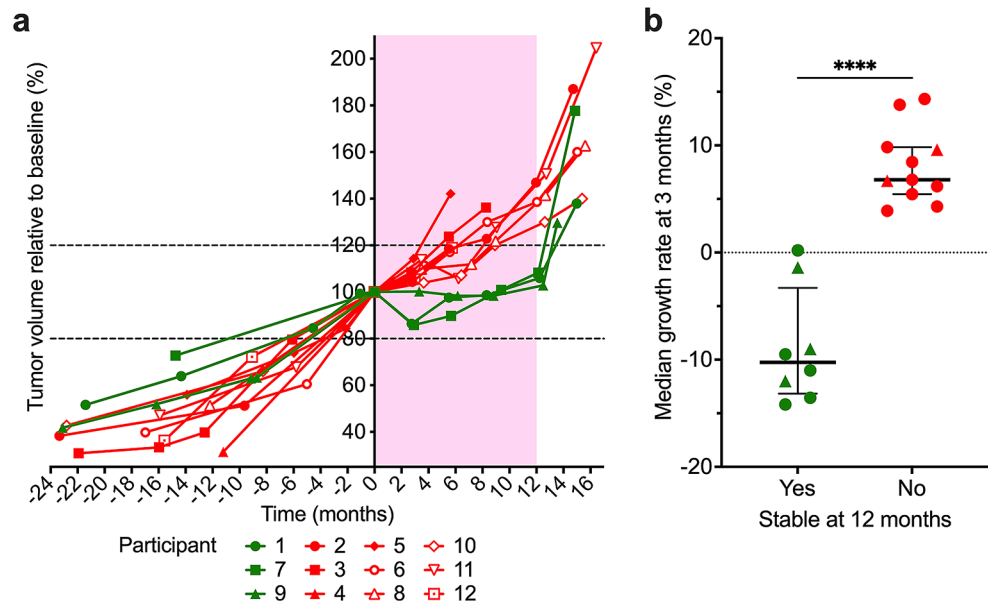 a
Tumor volume relative to baseline (%)
200
180
160
140
120
100
80
60
40
-24 -22 -20 -18 -16 -14 -12 -10 -8 -6 -4 -2 0 2 4 6 8 10 12 14 16
Time (months)
Participant
1 2 5 10
7 3 6 11
9 4 8 12
b
Median growth rate at 3 months (%)
20
10
0
-10
-20
****
Yes No
Stable at 12 months